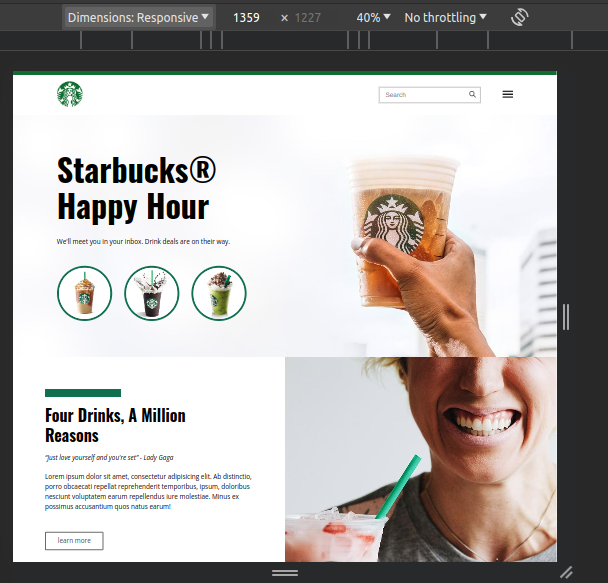 Dimensions: Responsive
1359 × 1227
40%
No throttling
Search
Starbucks®
Happy Hour
We'll meet you in your inbox. Drink deals are on their way.
Four Drinks, A Million
Reasons
"Just love yourself and you're set" - Lady Gaga
Lorem ipsum dolor sit amet, consectetur adipisicing elit. Ab distinctio,
porro obcaecati repellat reprehenderit temporibus, ipsum, doloribus
nesciunt voluptatem earum repellendus iure molestiae. Minus ex
possimus accusantium quos natus earum!
learn more